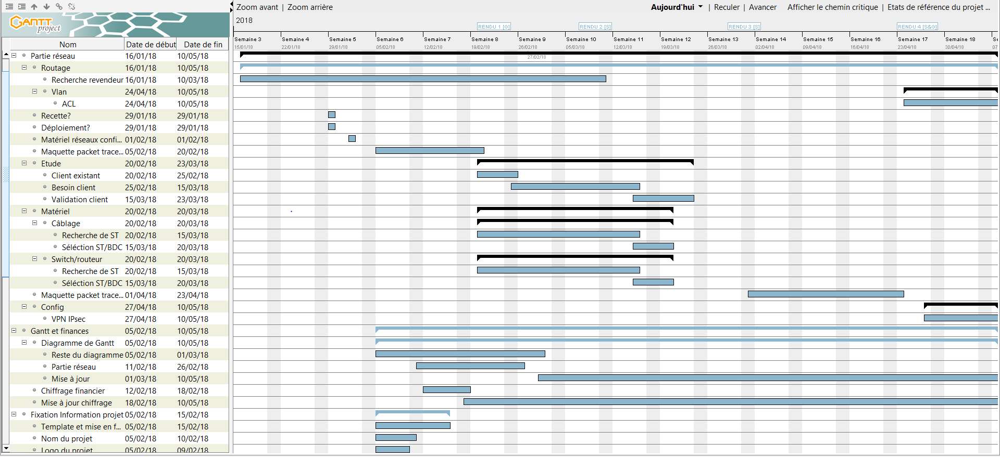 Zoom avant | Zoom arrière
Aujourd'hui | Reculer | Avancer Afficher le chemin critique | Etats de référence du projet ...
GANTT project
2018
RENDU 1 [G] RENDU 2 [S] RENDU 3 [S] RENDU 4 [S&G]
Semaine 3 Semaine 4 Semaine 5 Semaine 6 Semaine 7 Semaine 8 Semaine 9 Semaine 10 Semaine 11 Semaine 12 Semaine 13 Semaine 14 Semaine 15 Semaine 16 Semaine 17 Semaine 18 Se
15/01/18 22/01/18 29/01/18 05/02/18 12/02/18 19/02/18 26/02/18 05/03/18 12/03/18 19/03/18 26/03/18 02/04/18 09/04/18 16/04/18 23/04/18 30/04/18 07
27/02/18
Nom Date de début Date de fin
Partie réseau 16/01/18 10/05/18
Routage 16/01/18 10/05/18
Recherche revendeur 16/01/18 10/03/18
Vlan 24/04/18 10/05/18
ACL 24/04/18 10/05/18
Recette? 29/01/18 29/01/18
Déploiement? 29/01/18 29/01/18
Matériel réseaux confi... 01/02/18 01/02/18
Maquette packet trace... 05/02/18 20/02/18
Etude 20/02/18 23/03/18
Client existant 20/02/18 25/02/18
Besoin client 25/02/18 15/03/18
Validation client 15/03/18 23/03/18
Matériel 20/02/18 20/03/18
Câblage 20/02/18 20/03/18
Recherche de ST 20/02/18 15/03/18
Séléction ST/BDC 15/03/18 20/03/18
Switch/routeur 20/02/18 20/03/18
Recherche de ST 20/02/18 15/03/18
Séléction ST/BDC 15/03/18 20/03/18
Maquette packet trace... 01/04/18 23/04/18
Config 27/04/18 10/05/18
VPN IPsec 27/04/18 10/05/18
Gantt et finances 05/02/18 10/05/18
Diagramme de Gantt 05/02/18 10/05/18
Reste du diagramme 05/02/18 01/03/18
Partie réseau 11/02/18 26/02/18
Mise à jour 01/03/18 10/05/18
Chiffrage financier 12/02/18 18/02/18
Mise à jour chiffrage 18/02/18 10/05/18
Fixation Information projet 05/02/18 15/02/18
Template et mise en f... 05/02/18 15/02/18
Nom du projet 05/02/18 10/02/18
Logo du projet 05/02/18 09/02/18